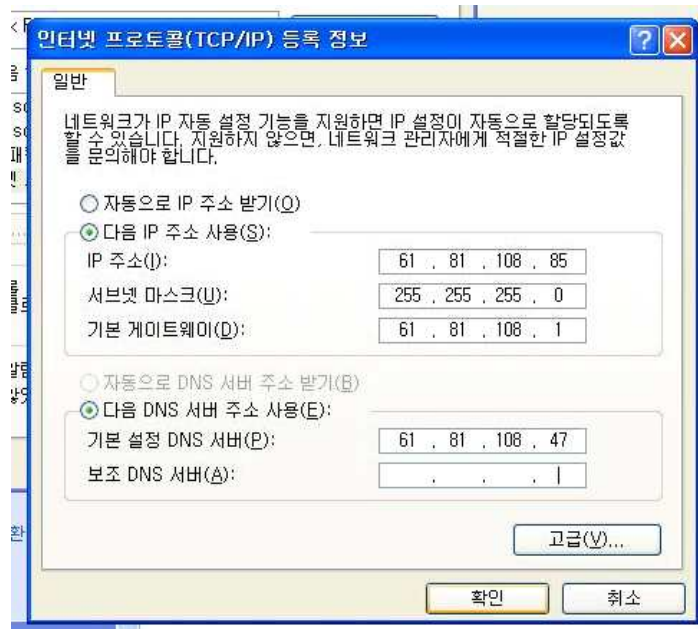 인터넷 프로토콜(TCP/IP) 등록 정보
일반
네트워크가 IP 자동 설정 기능을 지원하면 IP 설정이 자동으로 할당되도록
할 수 있습니다. 지원하지 않으면, 네트워크 관리자에게 적절한 IP 설정값
을 문의해야 합니다.
자동으로 IP 주소 받기(O)
다음 IP 주소 사용(S):
IP 주소(I): 61 . 81 . 108 . 85
서브넷 마스크(U): 255 . 255 . 255 . 0
기본 게이트웨이(D): 61 . 81 . 108 . 1
자동으로 DNS 서버 주소 받기(B)
다음 DNS 서버 주소 사용(E):
기본 설정 DNS 서버(P): 61 . 81 . 108 . 47
보조 DNS 서버(A): . . .
고급(V)...
확인 취소